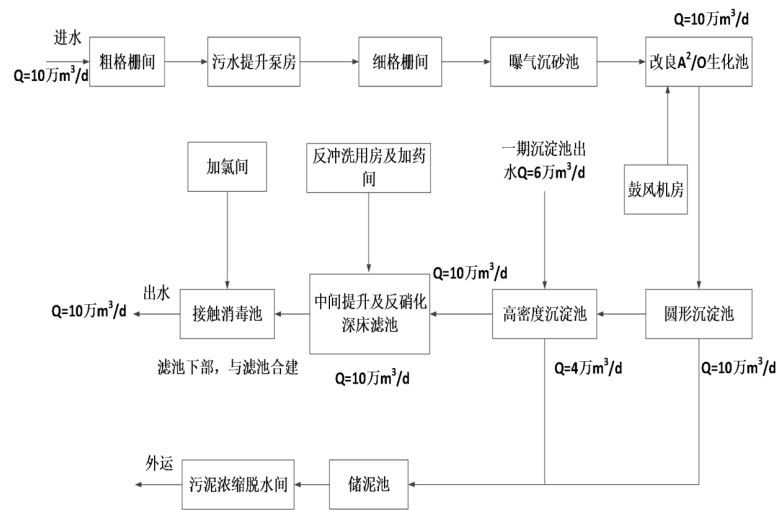 Q=10万m³/d
进水
Q=10万m³/d
粗格栅间
污水提升泵房
细格栅间
曝气沉砂池
改良A²/O生化池
加氯间
反冲洗用房及加药
间
一期沉淀池出
水Q=6万m³/d
鼓风机房
出水
Q=10万m³/d
接触消毒池
中间提升及反硝化
深床滤池
Q=10万m³/d
高密度沉淀池
圆形沉淀池
滤池下部，与滤池合建
Q=10万m³/d
Q=4万m³/d
Q=10万m³/d
外运
污泥浓缩脱水间
储泥池